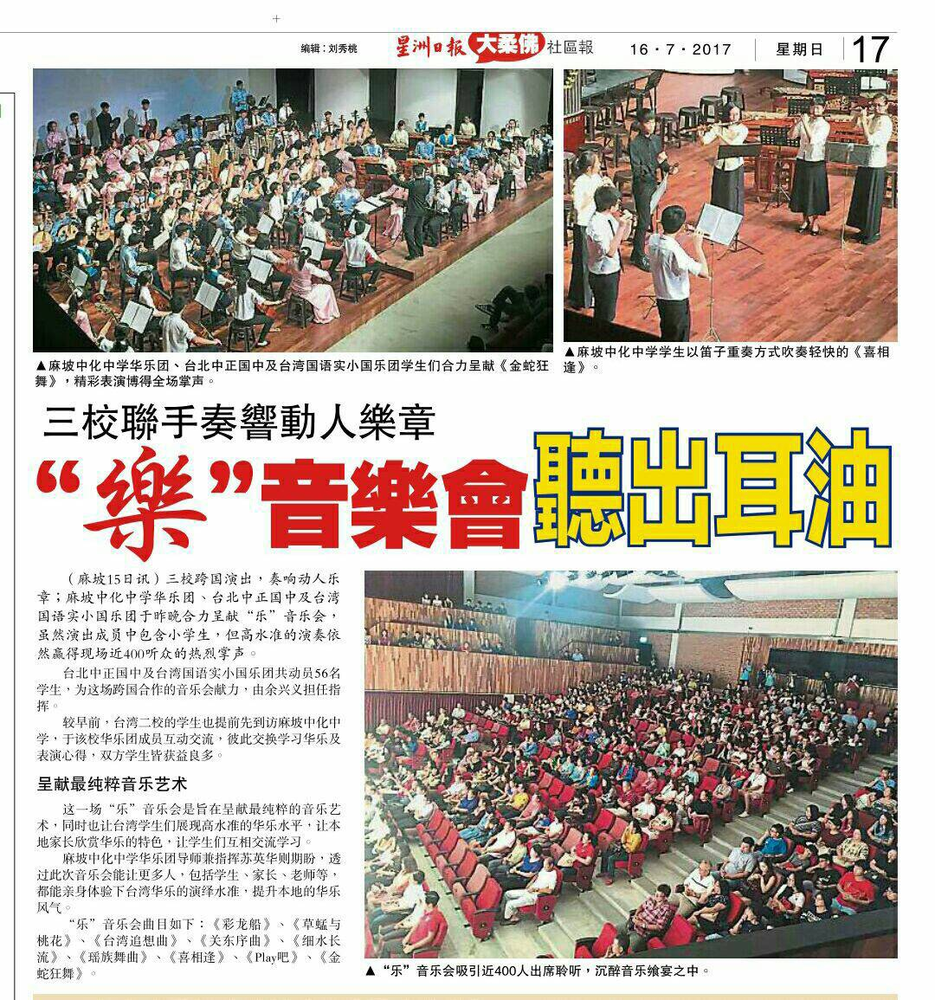 编辑：刘秀桃
星洲日报 大柔佛 社區報
16·7·2017 星期日 17
▲麻坡中化中学华乐团、台北中正国中及台湾国语实小国乐团学生们合力呈献《金蛇狂
舞》，精彩表演博得全场掌声。
▲麻坡中化中学学生以笛子重奏方式吹奏轻快的《喜相
逢》。
三校聯手奏響動人樂章
“樂”音樂會聽出耳油
（麻坡15日讯）三校跨国演出，奏响动人乐
章；麻坡中化中学华乐团、台北中正国中及台湾
国语实小国乐团于昨晚合力呈献“乐”音乐会，
虽然演出成员中包含小学生，但高水准的演奏依
然赢得现场近400听众的热烈掌声。
台北中正国中及台湾国语实小国乐团共动员56名
学生，为这场跨国合作的音乐会献力，由余兴义担任指
挥。
较早前，台湾二校的学生也提前先到访麻坡中化中
学，于该校华乐团成员互动交流，彼此交换学习华乐及
表演心得，双方学生皆获益良多。
呈献最纯粹音乐艺术
这一场“乐”音乐会是旨在呈献最纯粹的音乐艺
术，同时也让台湾学生们展现高水准的华乐水平，让本
地家长欣赏华乐的特色，让学生们互相交流学习。
麻坡中化中学华乐团导师兼指挥苏英华则期盼，透
过此次音乐会能让更多人，包括学生、家长、老师等，
都能亲身体验下台湾华乐的演绎水准，提升本地的华乐
风气。
“乐”音乐会曲目如下：《彩龙船》、《草蜢与
桃花》、《台湾追想曲》、《关东序曲》、《细水长
流》、《瑶族舞曲》、《喜相逢》、《Play吧》、《金
蛇狂舞》。
▲“乐”音乐会吸引近400人出席聆听，沉醉音乐飨宴之中。